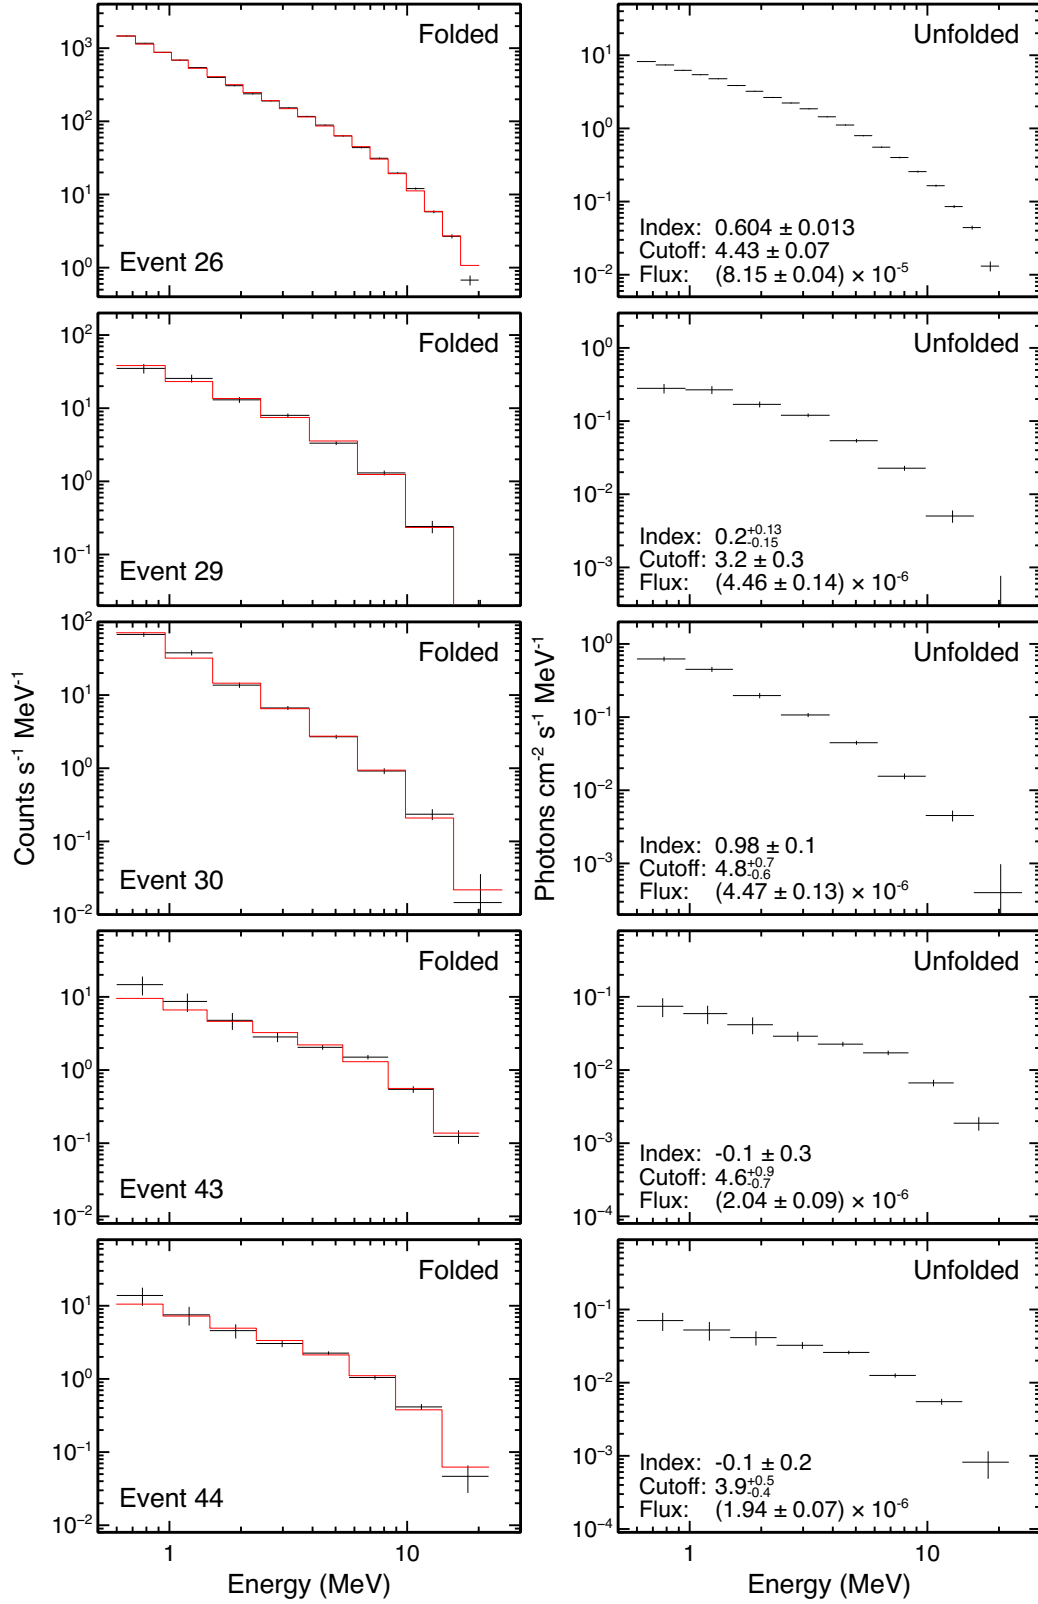 Folded
10³
10²
10¹
10⁰
Event 26
Unfolded
10¹
10⁰
10⁻¹
10⁻²
Index: 0.604 ± 0.013
Cutoff: 4.43 ± 0.07
Flux: (8.15 ± 0.04) × 10⁻⁵
Folded
10²
10¹
10⁰
10⁻¹
Event 29
Unfolded
10⁰
10⁻¹
10⁻²
10⁻³
Index: 0.2 +0.13 -0.15
Cutoff: 3.2 ± 0.3
Flux: (4.46 ± 0.14) × 10⁻⁶
Counts s⁻¹ MeV⁻¹
Folded
10²
10¹
10⁰
10⁻¹
10⁻²
Event 30
Photons cm⁻² s⁻¹ MeV⁻¹
Unfolded
10⁰
10⁻¹
10⁻²
10⁻³
Index: 0.98 ± 0.1
Cutoff: 4.8 +0.7 -0.6
Flux: (4.47 ± 0.13) × 10⁻⁶
Folded
10¹
10⁰
10⁻¹
10⁻²
Event 43
Unfolded
10⁻¹
10⁻²
10⁻³
10⁻⁴
Index: -0.1 ± 0.3
Cutoff: 4.6 +0.9 -0.7
Flux: (2.04 ± 0.09) × 10⁻⁶
Folded
10¹
10⁰
10⁻¹
10⁻²
Event 44
1 10
Energy (MeV)
Unfolded
10⁻¹
10⁻²
10⁻³
10⁻⁴
Index: -0.1 ± 0.2
Cutoff: 3.9 +0.5 -0.4
Flux: (1.94 ± 0.07) × 10⁻⁶
1 10
Energy (MeV)